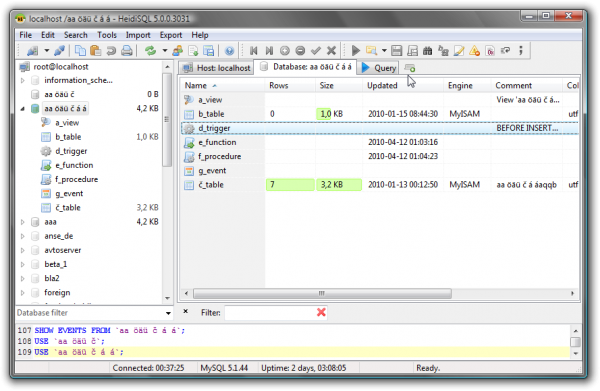 localhost /aa öäü č á á - HeidiSQL 5.0.0.3031
File Edit Search Tools Import Export Help
root@localhost
information_sche...
aa öäü č 0 B
aa öäü č á á 4,2 KB
a_view
b_table 1,0 KB
d_trigger
e_function
f_procedure
g_event
č_table 3,2 KB
aaa 4,2 KB
anse_de
avtoserver
beta_1
bla2
foreign
Database filter
Host: localhost Database: aa öäü č á á Query
Name Rows Size Updated Engine Comment Col
a_view View 'aa öäü č á...
b_table 0 1,0 KB 2010-01-15 08:44:30 MyISAM utf
d_trigger BEFORE INSERT...
e_function 2010-04-12 01:03:16
f_procedure 2010-04-12 01:04:23
g_event
č_table 7 3,2 KB 2010-01-13 00:12:50 MyISAM aa öäü č á áaqqb utf
Filter:
107 SHOW EVENTS FROM `aa öäü č á á`;
108 USE `aa öäü č`;
109 USE `aa öäü č á á`;
Connected: 00:37:25 MySQL 5.1.44 Uptime: 2 days, 03:08:05 Ready.